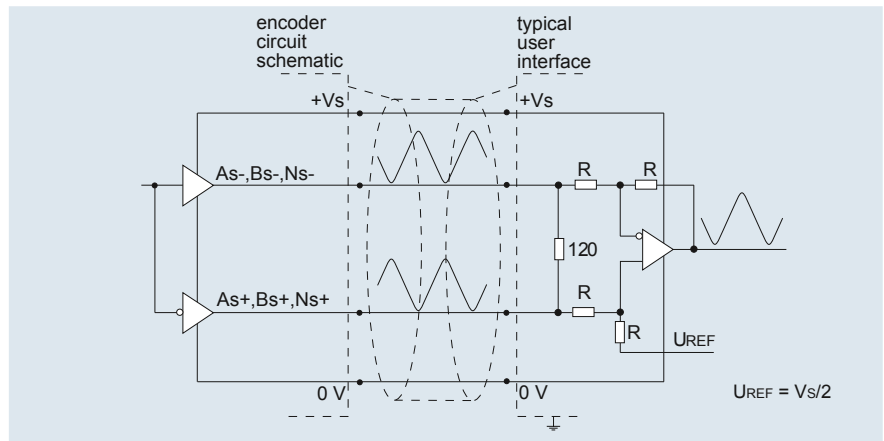 encoder
circuit
schematic
typical
user
interface
+Vs
+Vs
As-,Bs-,Ns-
R
R
120
As+,Bs+,Ns+
R
R
UREF
0 V
0 V
UREF = VS/2